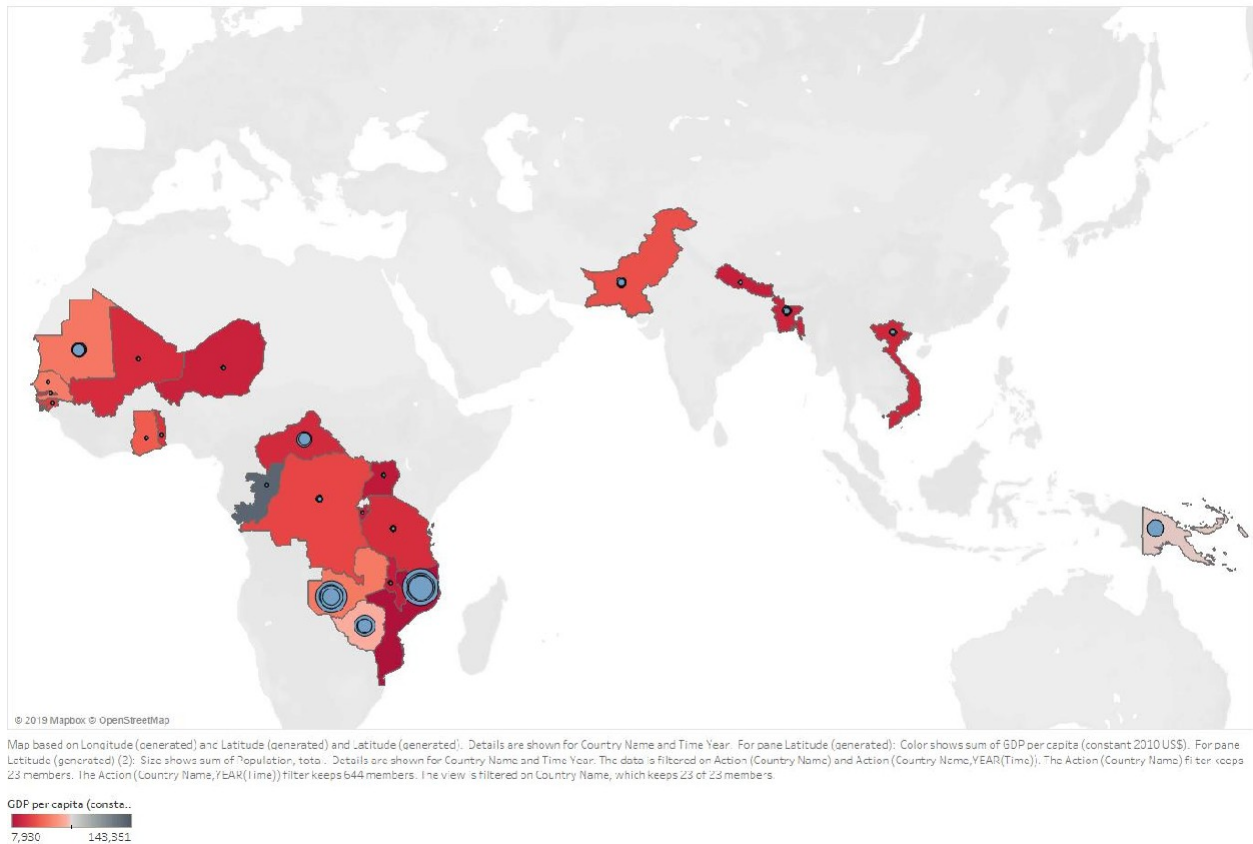 © 2019 Mapbox © OpenStreetMap
Map based on Longitude (generated) and Latitude (generated) and Latitude (generated). Details are shown for Country Name and Time Year. For pane Latitude (generated): Color shows sum of GDP per capita (constant 2010 US$). For pane
Latitude (generated) (2): Size shows sum of Population, total. Details are shown for Country Name and Time Year. The data is filtered on Action (Country Name) and Action (Country Name,YEAR(Time)). The Action (Country Name) filter keeps
23 members. The Action (Country Name,YEAR(Time)) filter keeps 644 members. The view is filtered on Country Name, which keeps 23 of 23 members.
GDP per capita (consta..
7,930 143,351